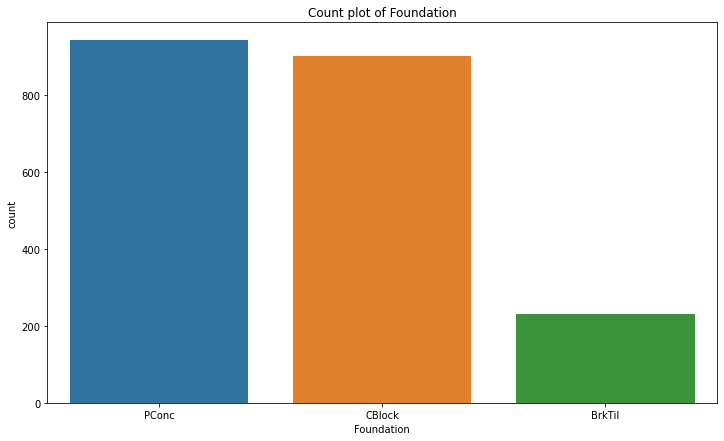 Count plot of Foundation
count
800
600
400
200
0
PConc CBlock BrkTil
Foundation